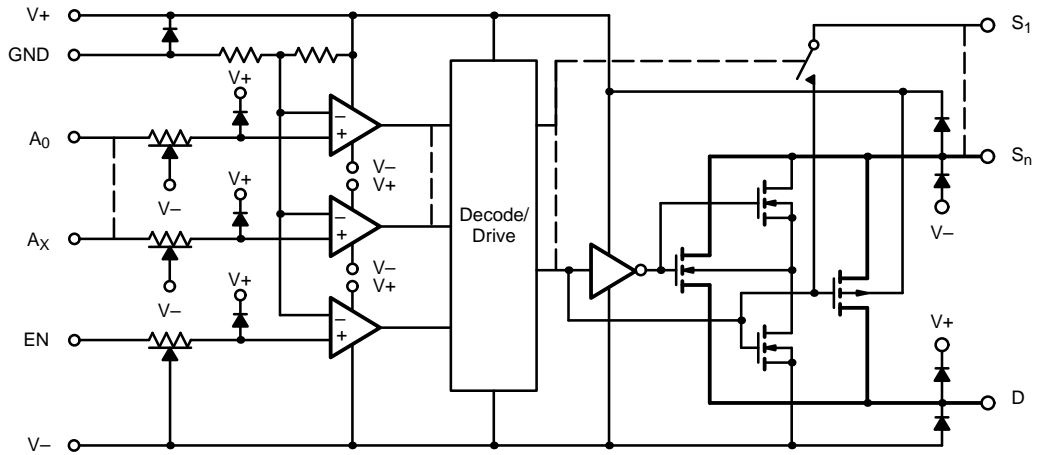 V+
S₁
GND
V+
A₀
–
+
Sₙ
V–
V–
V+
V+
Decode/
Drive
V–
Aₓ
–
+
V–
V–
V+
V+
V+
EN
–
+
D
V–